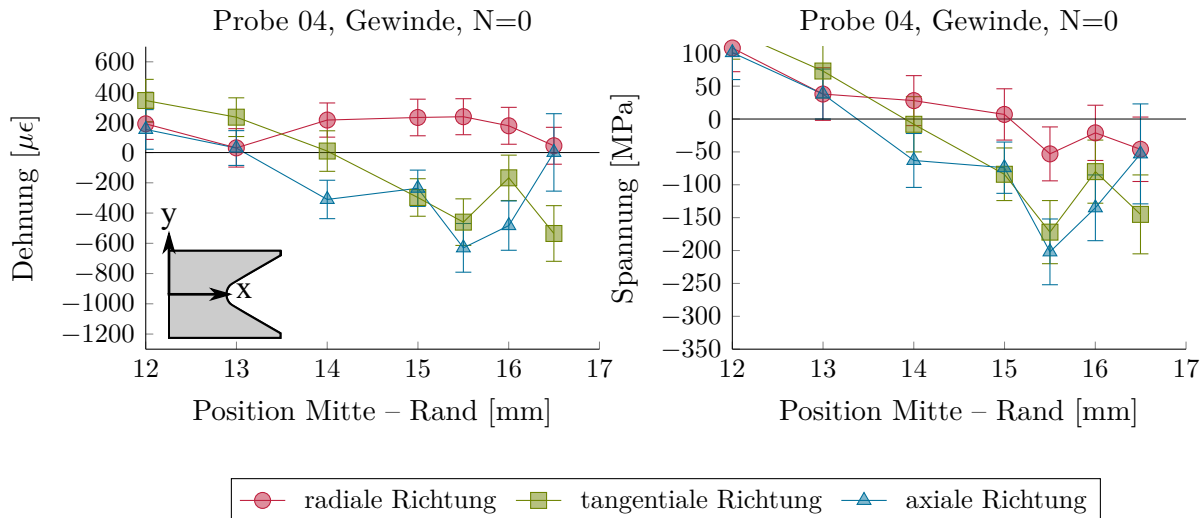 Probe 04, Gewinde, N=0
Dehnung [µϵ]
600
400
200
0
−200
−400
−600
−800
−1000
−1200
12
13
14
15
16
17
Position Mitte – Rand [mm]
y
x
Probe 04, Gewinde, N=0
Spannung [MPa]
100
50
0
−50
−100
−150
−200
−250
−300
−350
12
13
14
15
16
17
Position Mitte – Rand [mm]
radiale Richtung
tangentiale Richtung
axiale Richtung